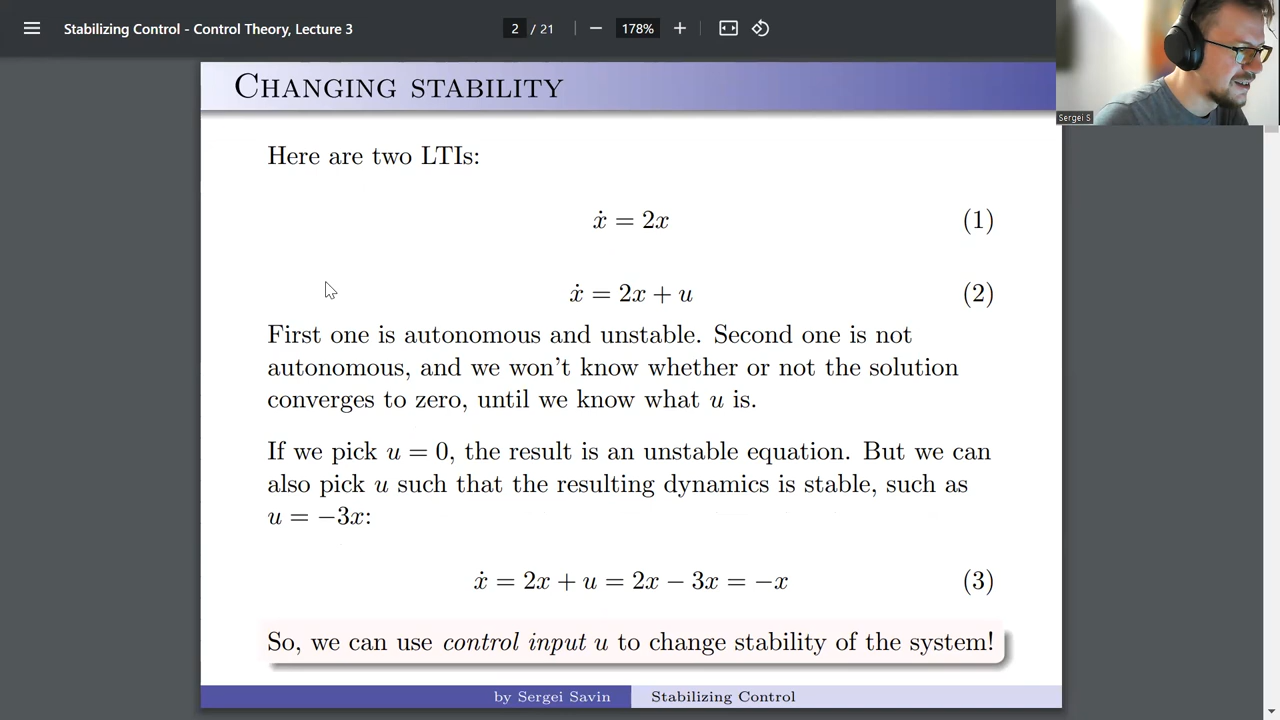 Stabilizing Control - Control Theory, Lecture 3
2 / 21
178%
Sergei S
CHANGING STABILITY
Here are two LTIs:
ẋ = 2x (1)
ẋ = 2x + u (2)
First one is autonomous and unstable. Second one is not
autonomous, and we won't know whether or not the solution
converges to zero, until we know what u is.
If we pick u = 0, the result is an unstable equation. But we can
also pick u such that the resulting dynamics is stable, such as
u = −3x:
ẋ = 2x + u = 2x − 3x = −x (3)
So, we can use control input u to change stability of the system!
by Sergei Savin Stabilizing Control